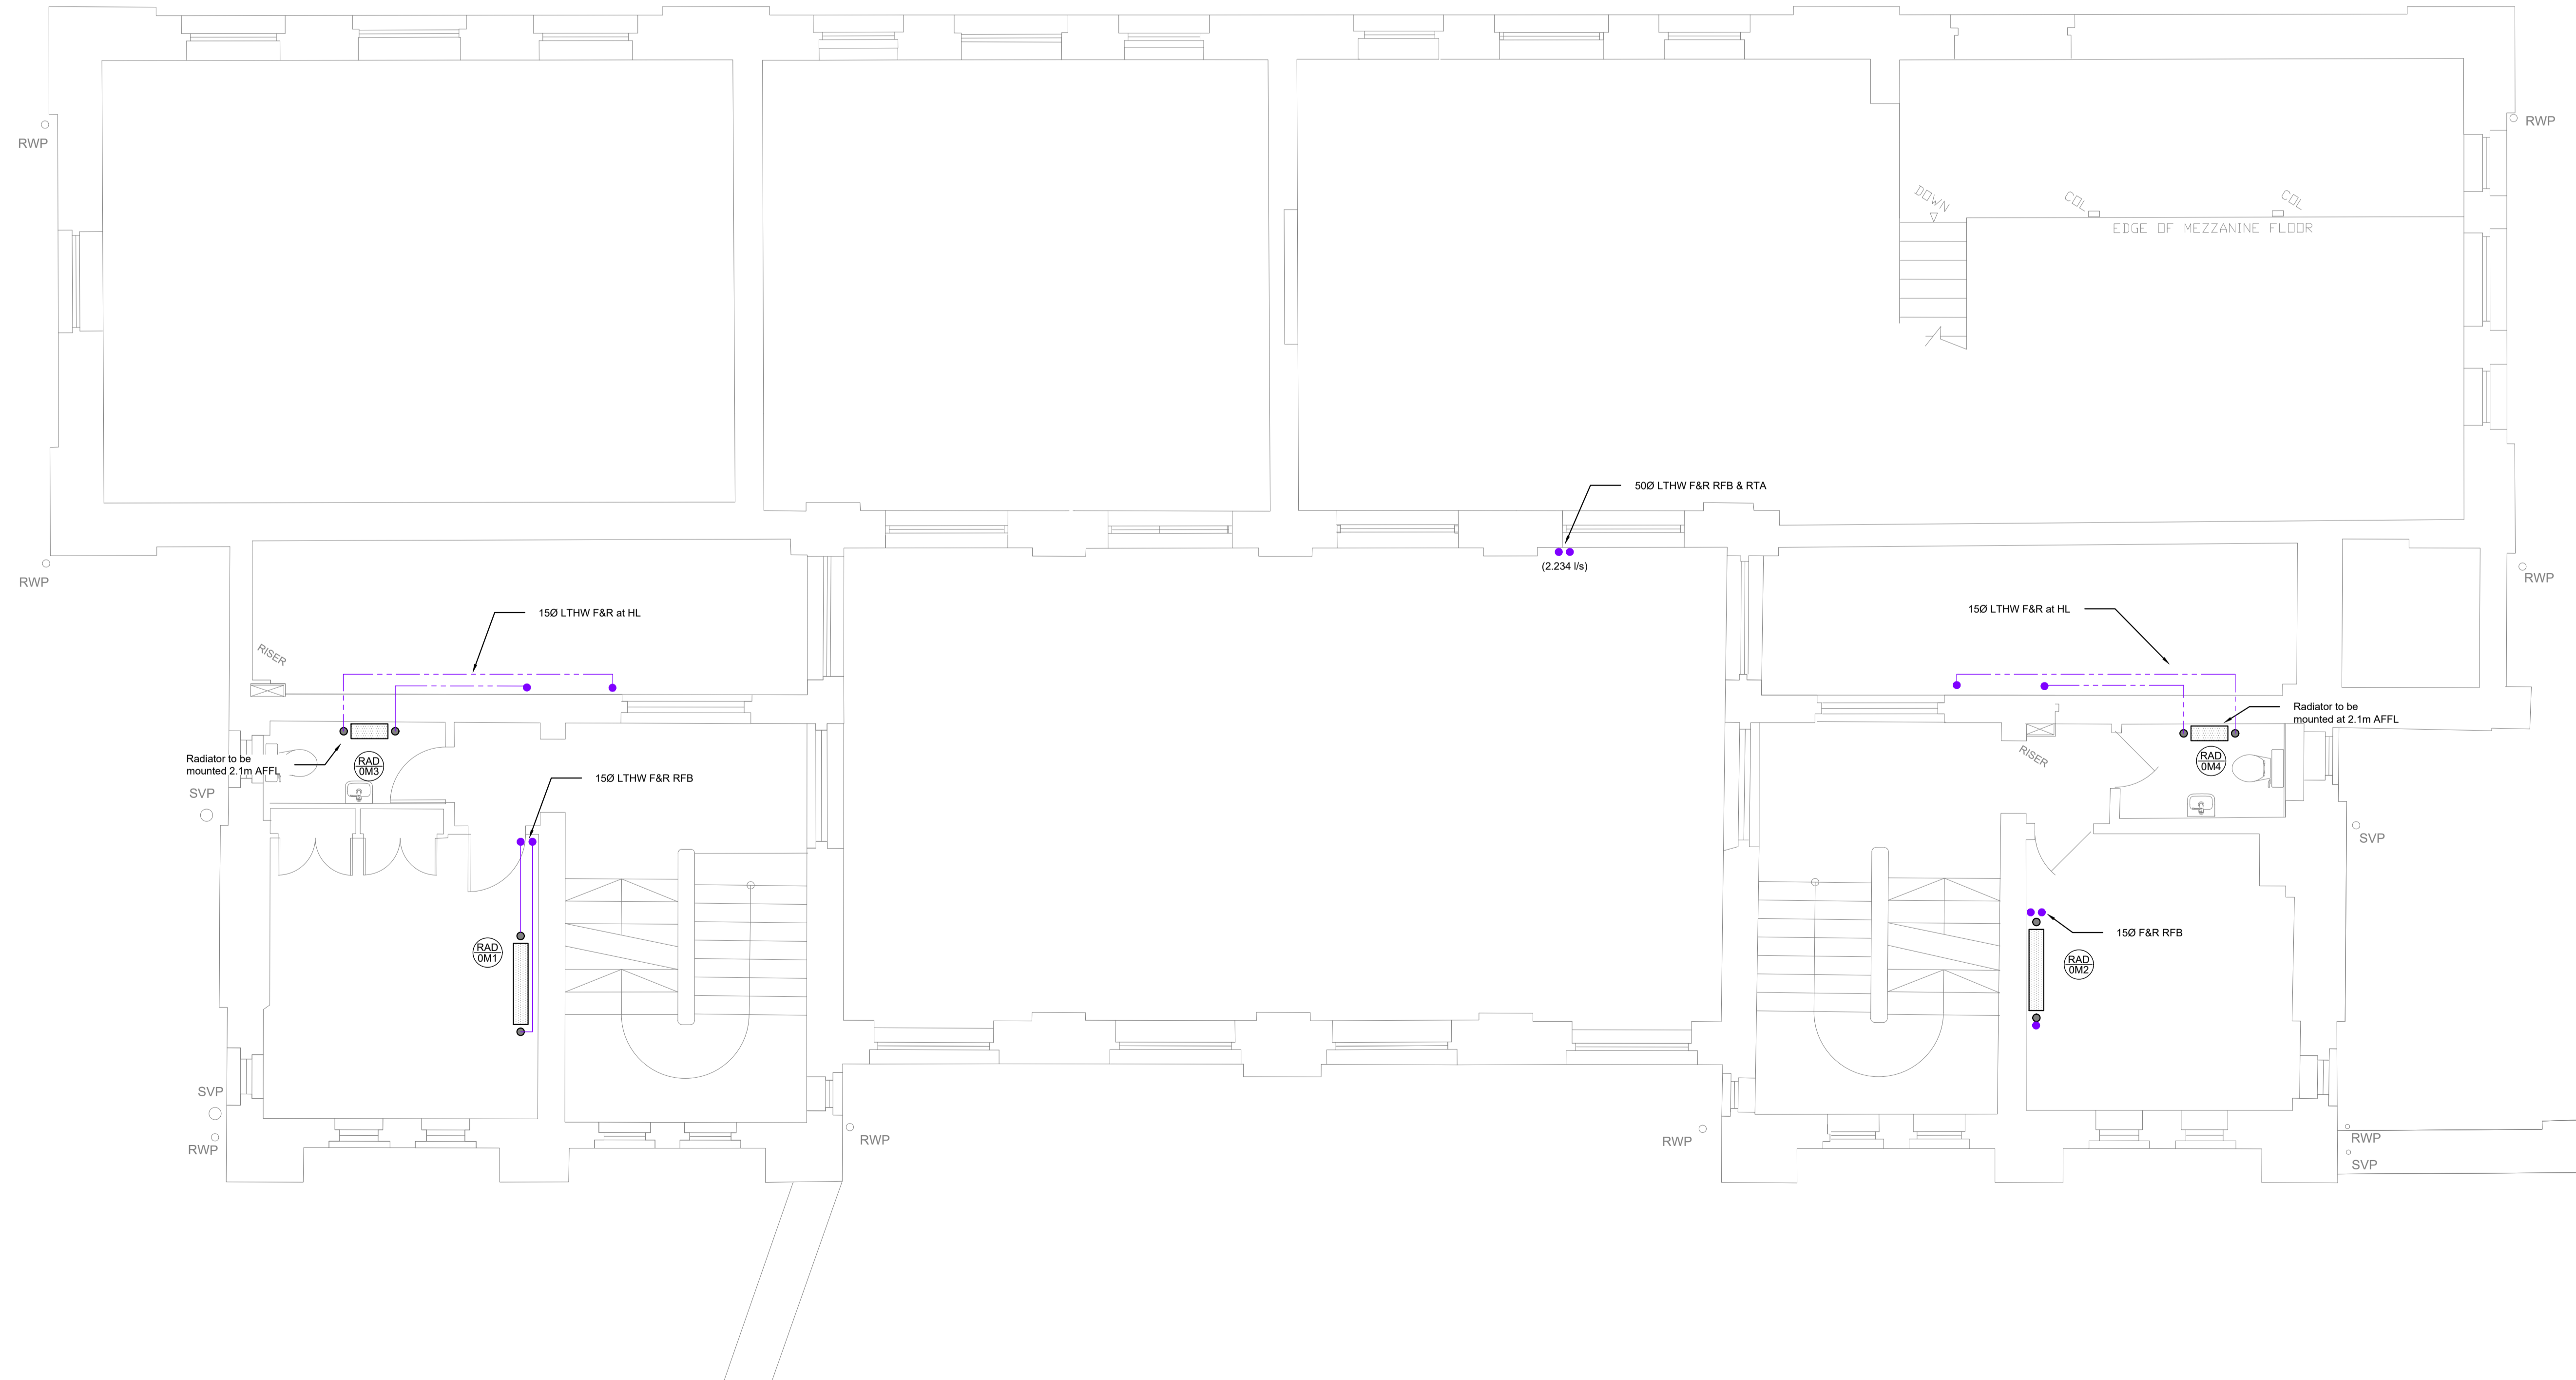 RWP
RWP
DOWN
COL
COL
EDGE OF MEZZANINE FLOOR
50Ø LTHW F&R RFB & RTA
(2.234 l/s)
RWP
RWP
15Ø LTHW F&R at HL
15Ø LTHW F&R at HL
RISER
Radiator to be
mounted at 2.1m AFFL
Radiator to be
mounted 2.1m AFFL
RAD
0M3
RISER
RAD
0M4
15Ø LTHW F&R RFB
SVP
SVP
15Ø F&R RFB
RAD
0M1
RAD
0M2
SVP
RWP
RWP
RWP
RWP
SVP